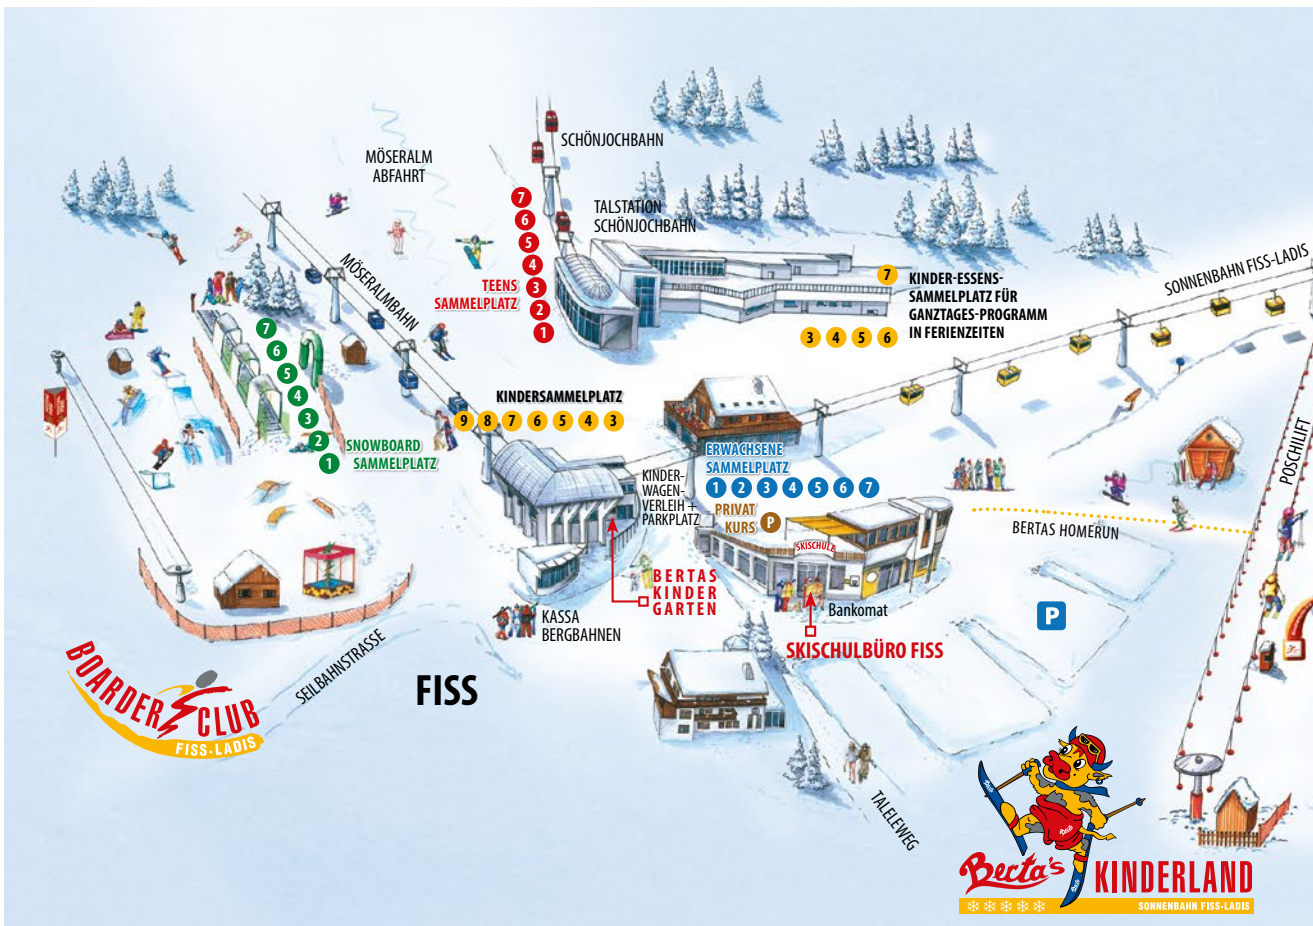 SCHÖNJOCHBAHN
MÖSERALM
ABFAHRT
TALSTATION
SCHÖNJOCHBAHN
7
6
5
4
3
2
1
TEENS
SAMMELPLATZ
MÖSERALMBAHN
SONNENBAHN FISS-LADIS
7
KINDER-ESSENS-
SAMMELPLATZ FÜR
GANZTAGES-PROGRAMM
IN FERIENZEITEN
3 4 5 6
7
6
5
4
3
2
1
SNOWBOARD
SAMMELPLATZ
KINDERSAMMELPLATZ
9 8 7 6 5 4 3
ERWACHSENE
SAMMELPLATZ
1 2 3 4 5 6 7
KINDER-
WAGEN-
VERLEIH +
PARKPLATZ
PRIVAT
KURS
P
SKISCHULE
POSCHILIFT
BERTAS HOMERUN
BERTAS
KINDER
GARTEN
KASSA
BERGBAHNEN
Bankomat
P
SKISCHULBÜRO FISS
SEILBAHNSTRASSE
FISS
BOARDER CLUB
FISS-LADIS
TALELEWEG
Berta's KINDERLAND
SONNENBAHN FISS-LADIS